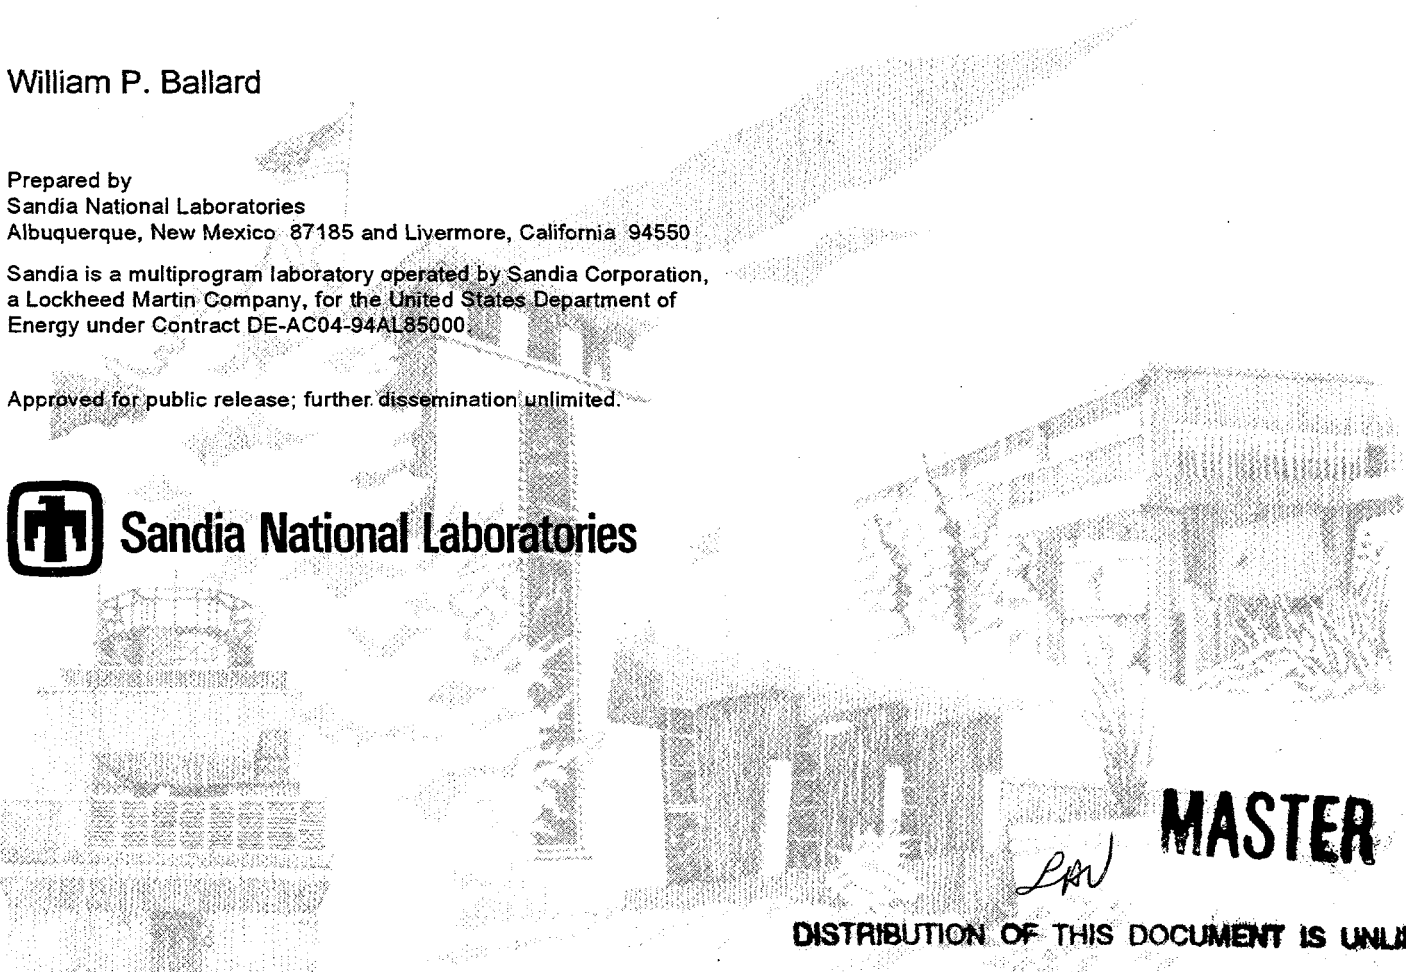 William P. Ballard
Prepared by
Sandia National Laboratories
Albuquerque, New Mexico 87185 and Livermore, California 94550
Sandia is a multiprogram laboratory operated by Sandia Corporation,
a Lockheed Martin Company, for the United States Department of
Energy under Contract DE-AC04-94AL85000.
Approved for public release; further dissemination unlimited.
Sandia National Laboratories
MASTER
DISTRIBUTION OF THIS DOCUMENT IS